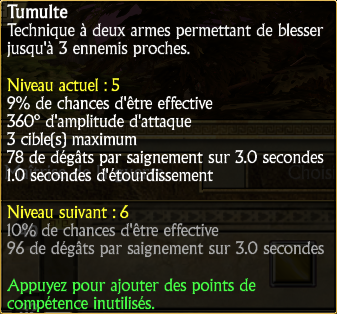 Tumulte
Technique à deux armes permettant de blesser
jusqu'à 3 ennemis proches.
Niveau actuel : 5
9% de chances d'être effective
360° d'amplitude d'attaque
3 cible(s) maximum
78 de dégâts par saignement sur 3.0 secondes
1.0 secondes d'étourdissement
Niveau suivant : 6
10% de chances d'être effective
96 de dégâts par saignement sur 3.0 secondes
Appuyez pour ajouter des points de
compétence inutilisés.